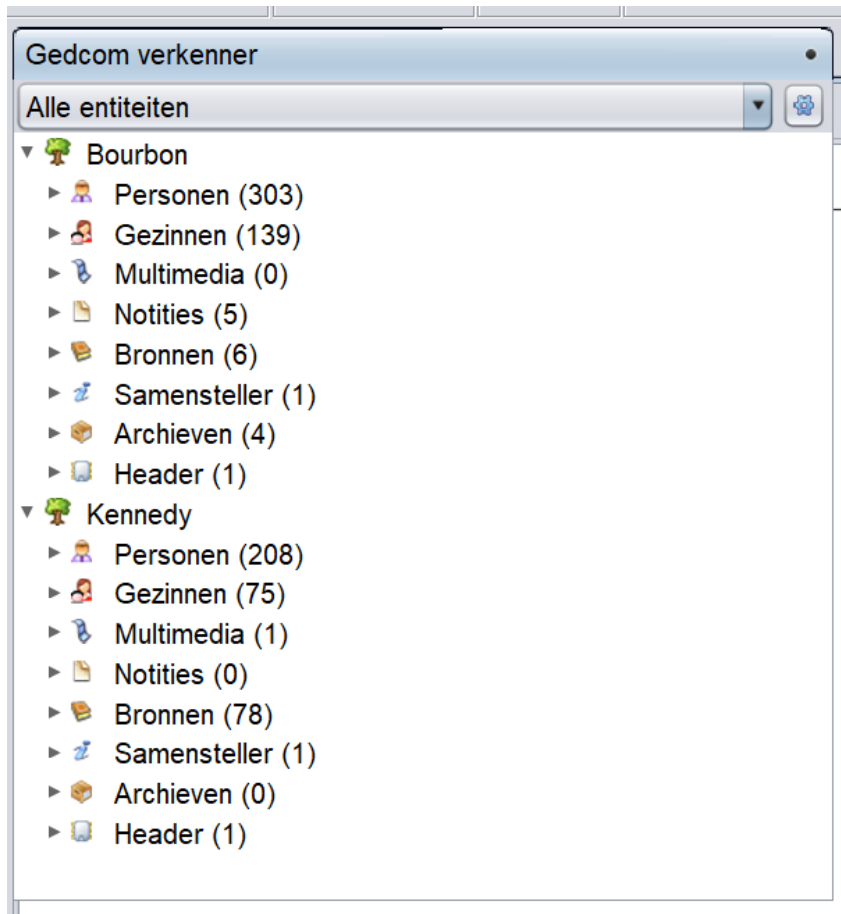 Gedcom verkenner
Alle entiteiten
Bourbon
Personen (303)
Gezinnen (139)
Multimedia (0)
Notities (5)
Bronnen (6)
Samensteller (1)
Archieven (4)
Header (1)
Kennedy
Personen (208)
Gezinnen (75)
Multimedia (1)
Notities (0)
Bronnen (78)
Samensteller (1)
Archieven (0)
Header (1)